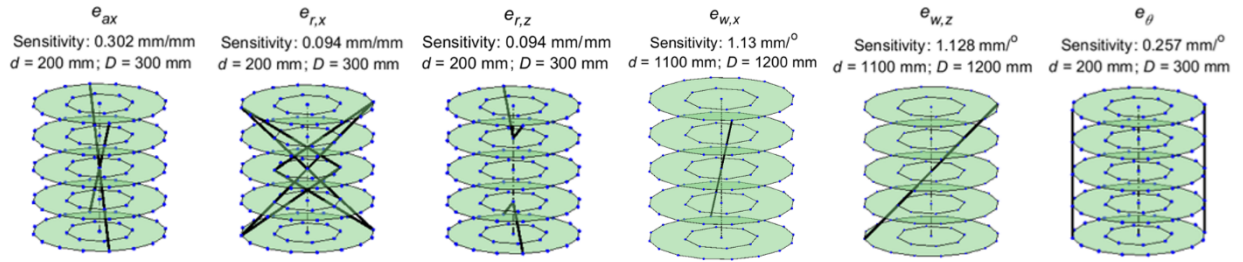 e_ax
Sensitivity: 0.302 mm/mm
d = 200 mm; D = 300 mm
e_r,x
Sensitivity: 0.094 mm/mm
d = 200 mm; D = 300 mm
e_r,z
Sensitivity: 0.094 mm/mm
d = 200 mm; D = 300 mm
e_w,x
Sensitivity: 1.13 mm/°
d = 1100 mm; D = 1200 mm
e_w,z
Sensitivity: 1.128 mm/°
d = 1100 mm; D = 1200 mm
e_θ
Sensitivity: 0.257 mm/°
d = 200 mm; D = 300 mm